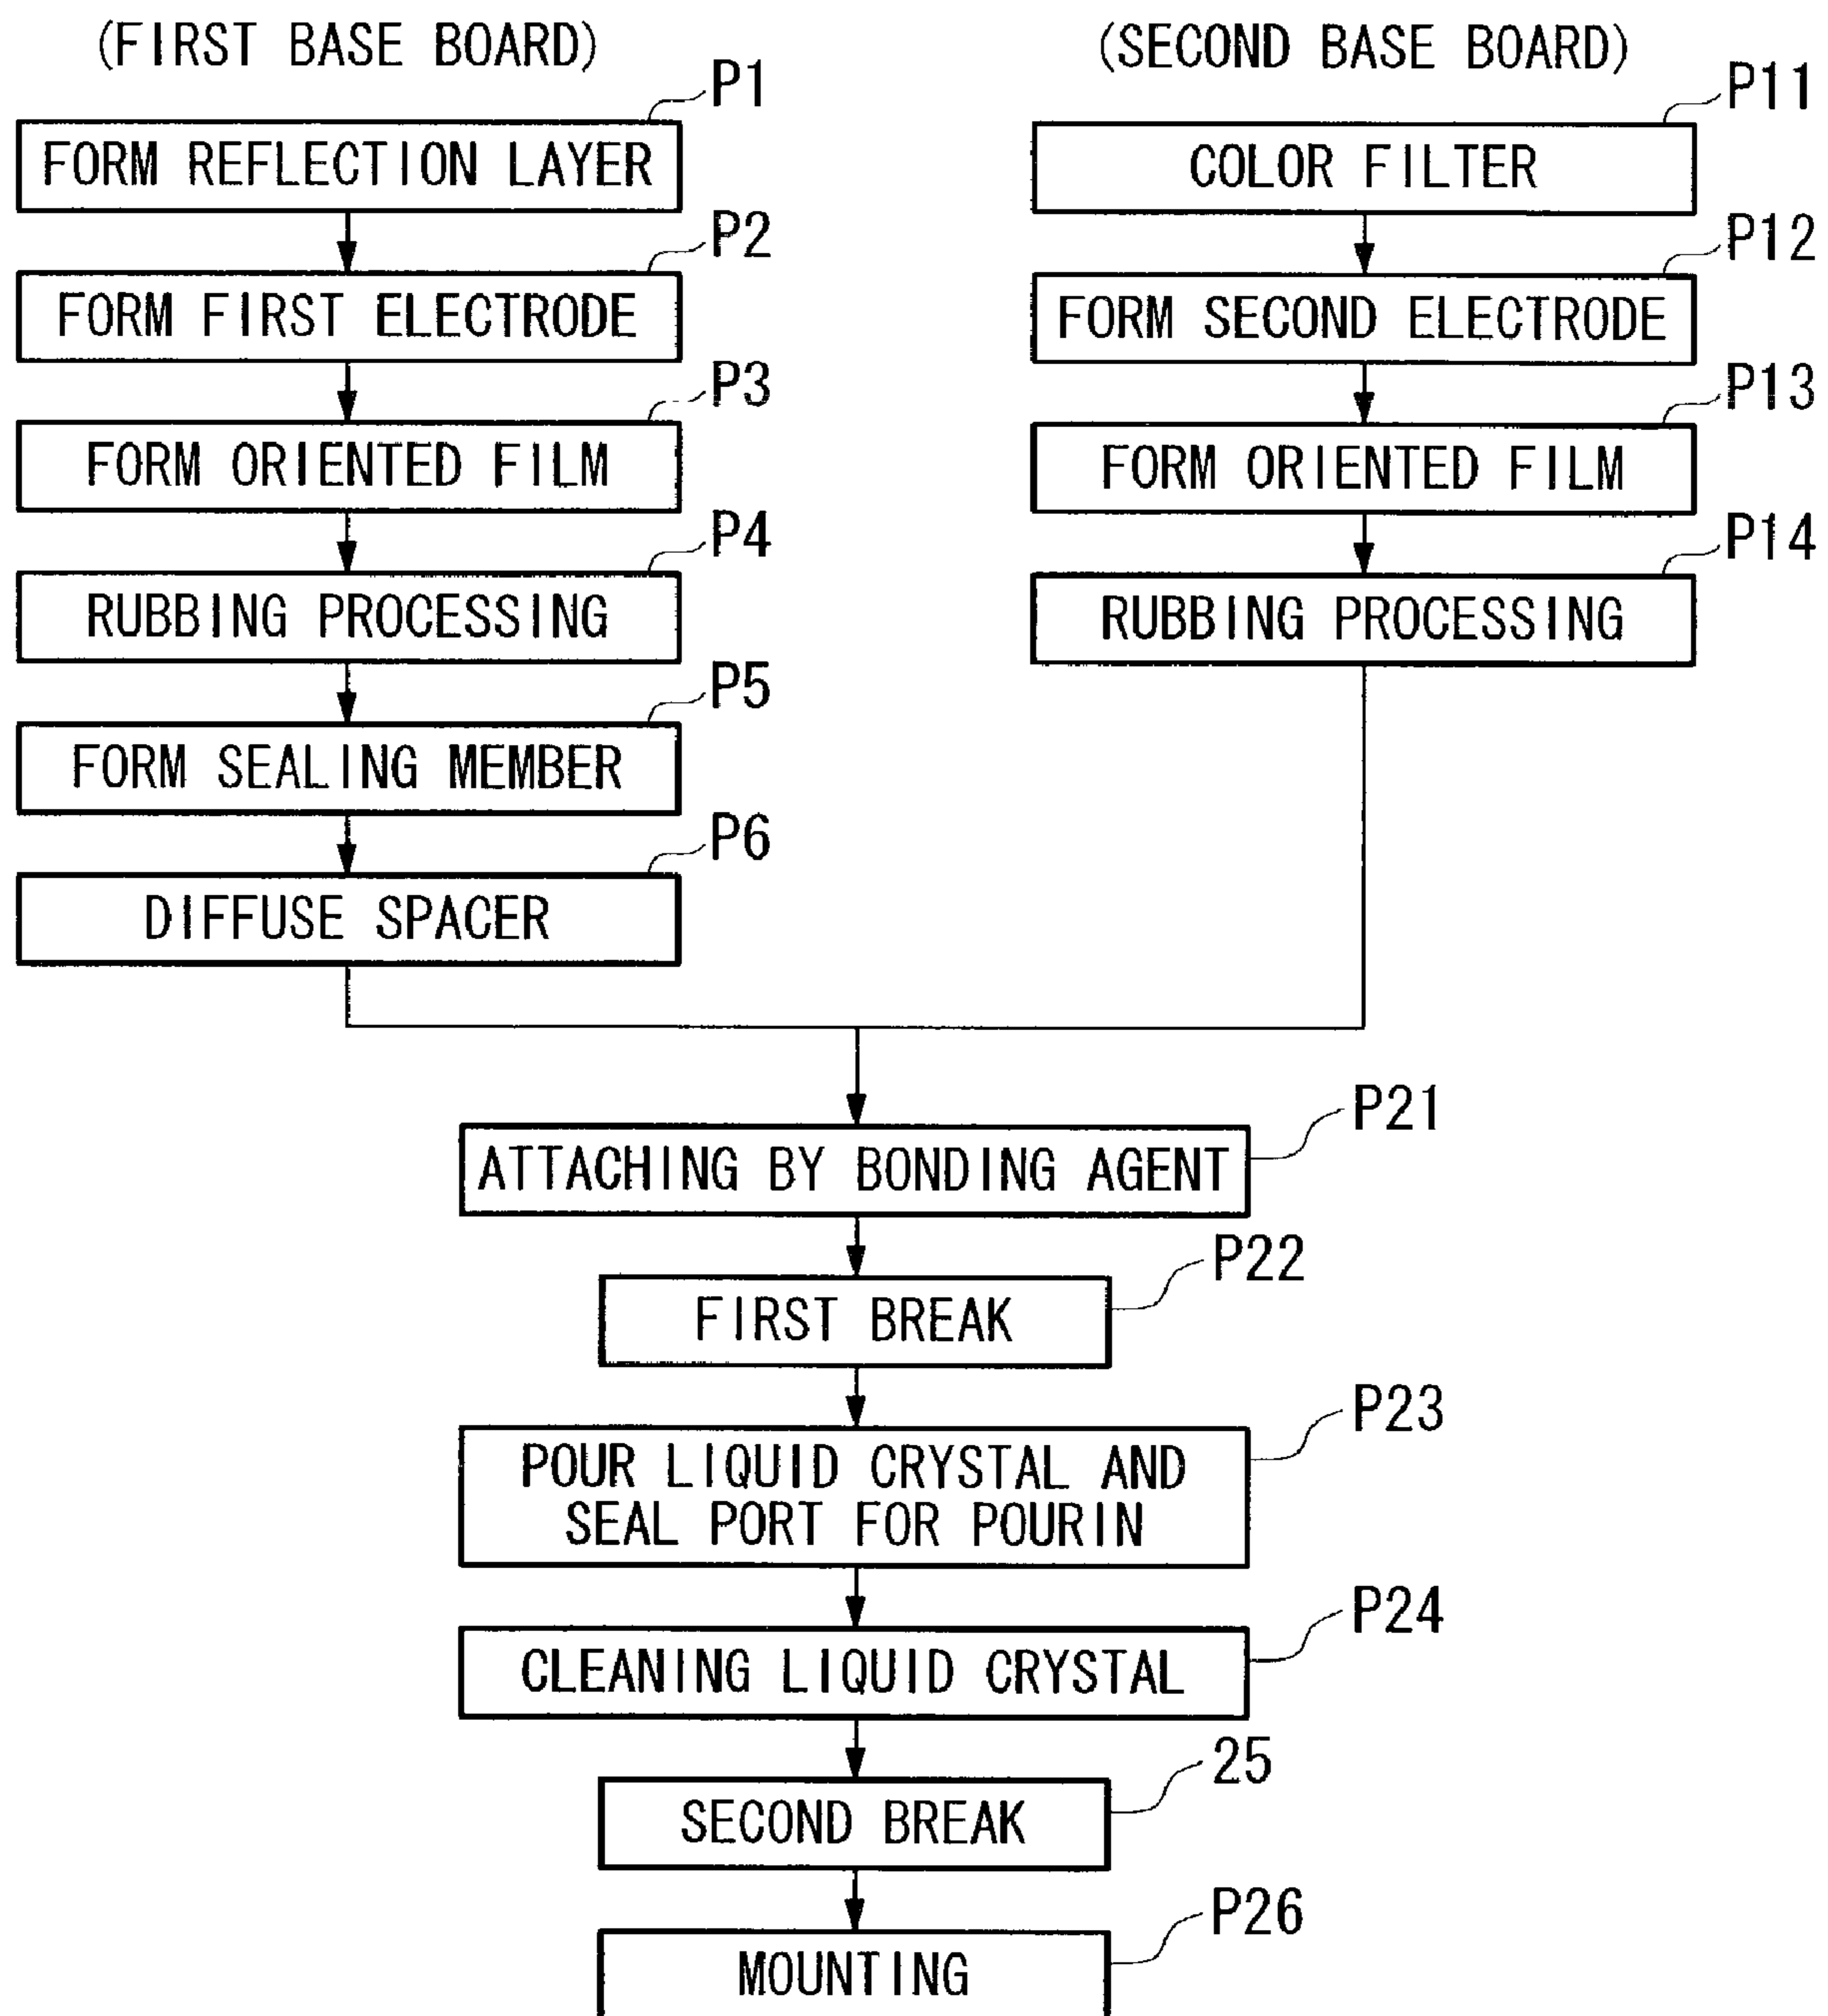 (FIRST BASE BOARD)
P1
FORM REFLECTION LAYER
P2
FORM FIRST ELECTRODE
P3
FORM ORIENTED FILM
P4
RUBBING PROCESSING
P5
FORM SEALING MEMBER
P6
DIFFUSE SPACER
(SECOND BASE BOARD)
P11
COLOR FILTER
P12
FORM SECOND ELECTRODE
P13
FORM ORIENTED FILM
P14
RUBBING PROCESSING
P21
ATTACHING BY BONDING AGENT
P22
FIRST BREAK
P23
POUR LIQUID CRYSTAL AND
SEAL PORT FOR POURIN
P24
CLEANING LIQUID CRYSTAL
25
SECOND BREAK
P26
MOUNTING